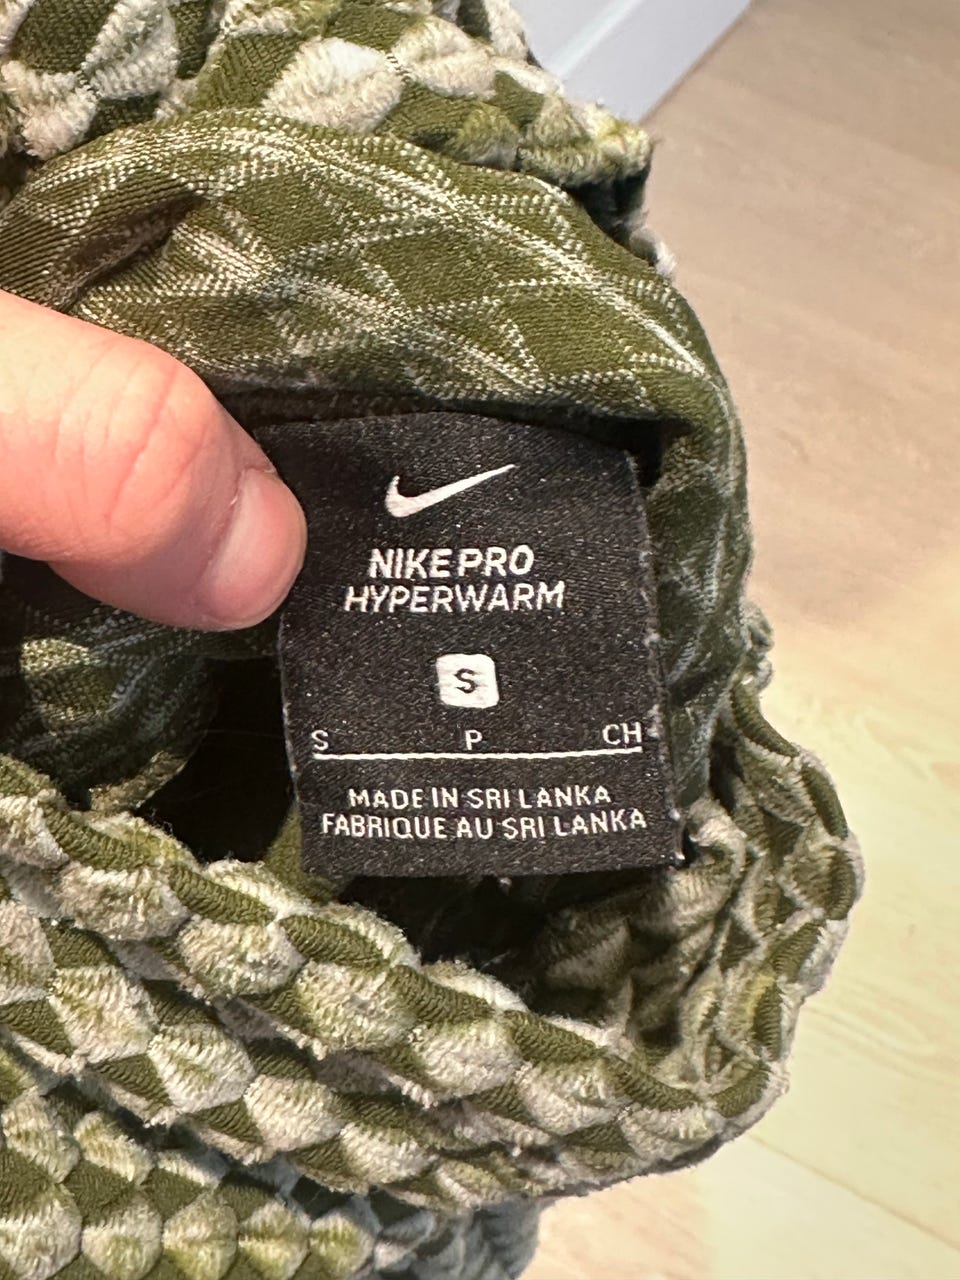 NIKE PRO
HYPERWARM
S
S P CH
MADE IN SRI LANKA
FABRIQUE AU SRI LANKA